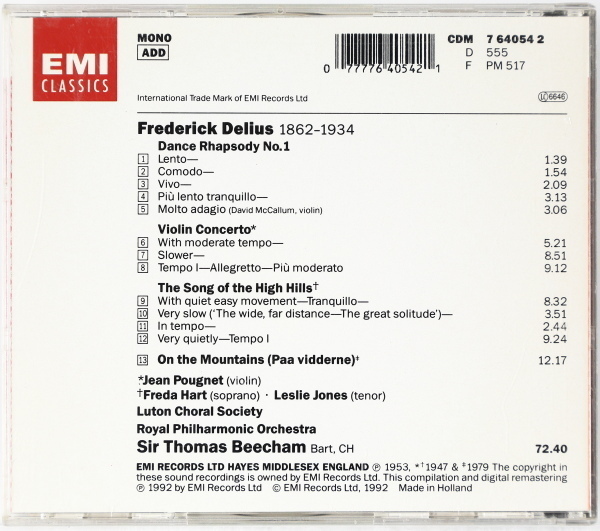 EMI
CLASSICS
MONO
ADD
0 77776 40542 1
CDM 7 64054 2
D 555
F PM 517
International Trade Mark of EMI Records Ltd
LC 6646
Frederick Delius 1862–1934
Dance Rhapsody No.1
1 Lento— 1.39
2 Comodo— 1.54
3 Vivo— 2.09
4 Più lento tranquillo— 3.13
5 Molto adagio (David McCallum, violin) 3.06
Violin Concerto*
6 With moderate tempo— 5.21
7 Slower— 8.51
8 Tempo I—Allegretto—Più moderato 9.12
The Song of the High Hills†
9 With quiet easy movement—Tranquillo— 8.32
10 Very slow (‘The wide, far distance—The great solitude’)— 3.51
11 In tempo— 2.44
12 Very quietly—Tempo I 9.24
13 On the Mountains (Paa vidderne)‡ 12.17
*Jean Pougnet (violin)
†Freda Hart (soprano) · Leslie Jones (tenor)
Luton Choral Society
Royal Philharmonic Orchestra
Sir Thomas Beecham Bart, CH 72.40
EMI RECORDS LTD HAYES MIDDLESEX ENGLAND ℗ 1953, *†1947 & ‡1979 The copyright in
these sound recordings is owned by EMI Records Ltd. This compilation and digital remastering
℗ 1992 by EMI Records Ltd © EMI Records Ltd, 1992 Made in Holland